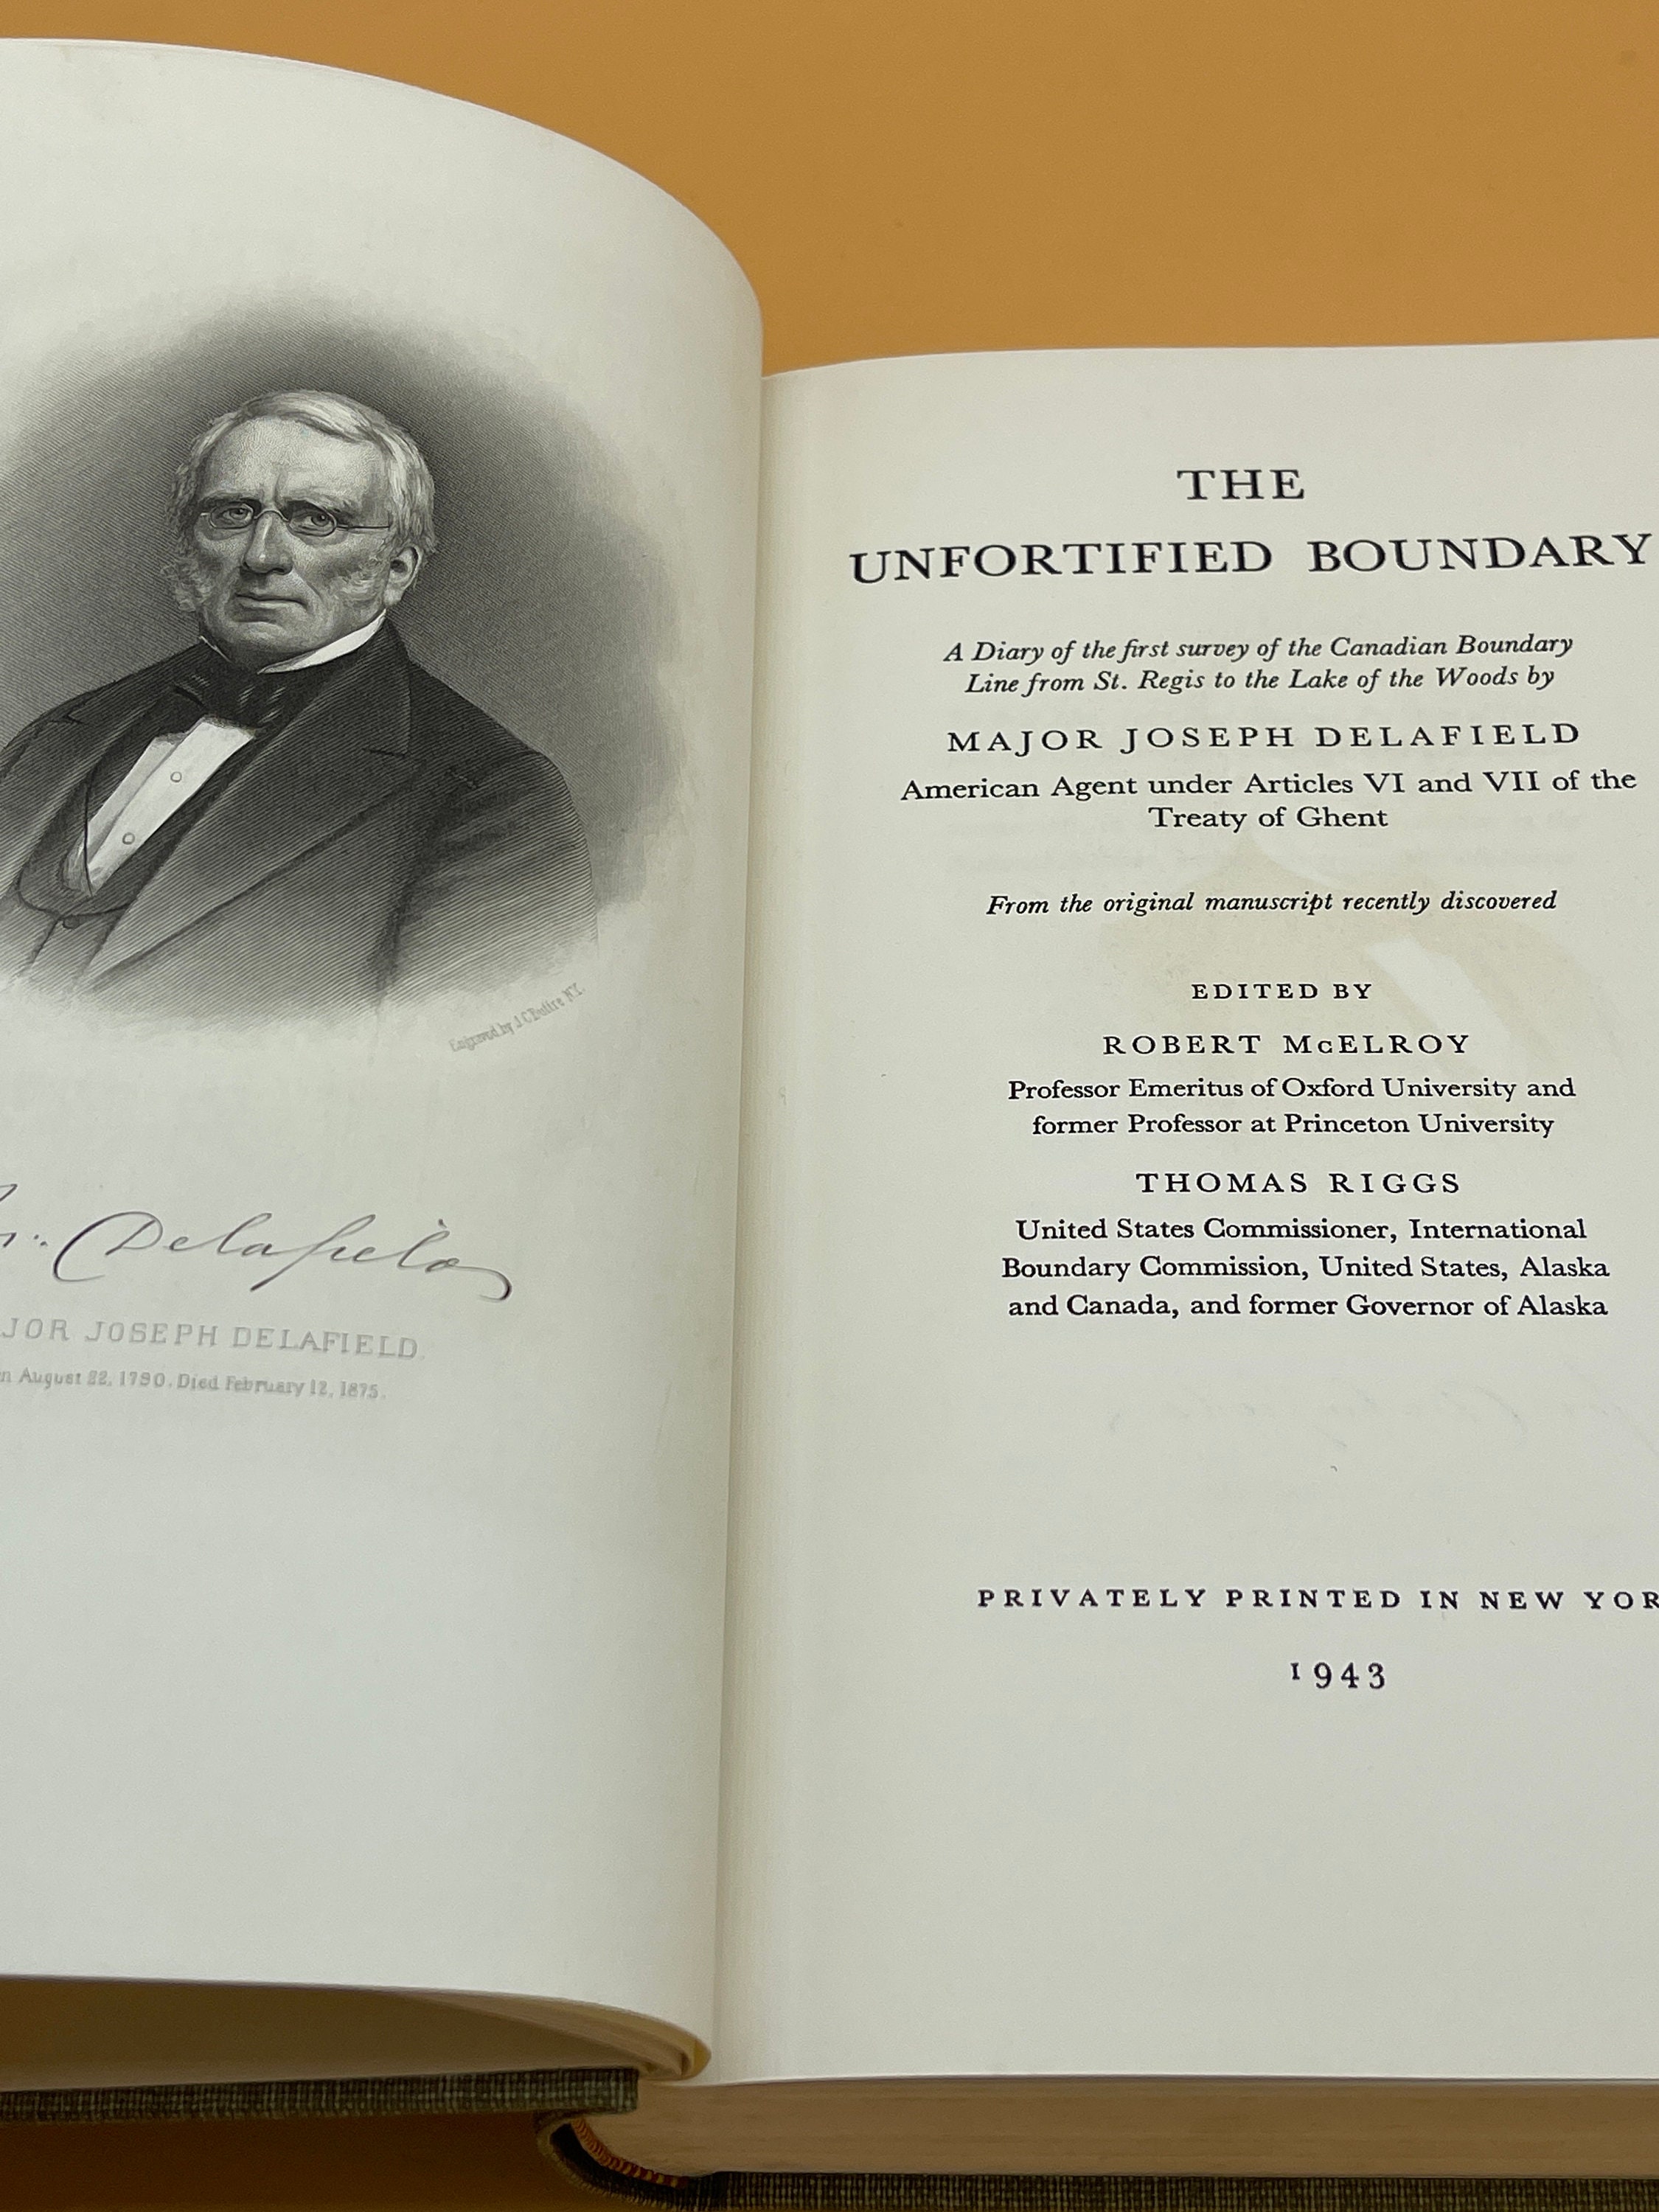 Engraved by J.C. Buttre N.Y.
Delafield
JOR JOSEPH DELAFIELD.
n August 22, 1790. Died February 12, 1875.
THE
UNFORTIFIED BOUNDARY
A Diary of the first survey of the Canadian Boundary
Line from St. Regis to the Lake of the Woods by
MAJOR JOSEPH DELAFIELD
American Agent under Articles VI and VII of the
Treaty of Ghent
From the original manuscript recently discovered
EDITED BY
ROBERT McELROY
Professor Emeritus of Oxford University and
former Professor at Princeton University
THOMAS RIGGS
United States Commissioner, International
Boundary Commission, United States, Alaska
and Canada, and former Governor of Alaska
PRIVATELY PRINTED IN NEW YOR
1943